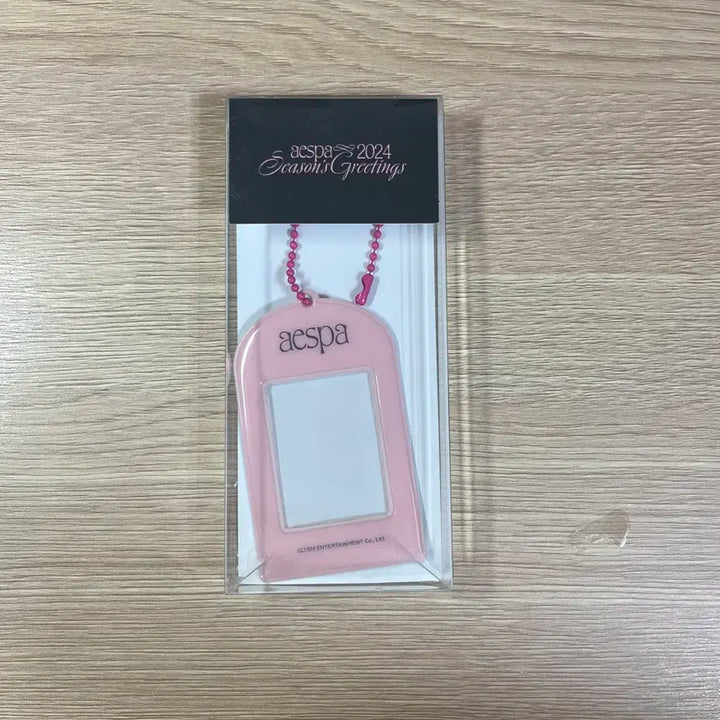 aespa 2024
Season's Greetings
aespa
(C) SM ENTERTAINMENT Co., Ltd.